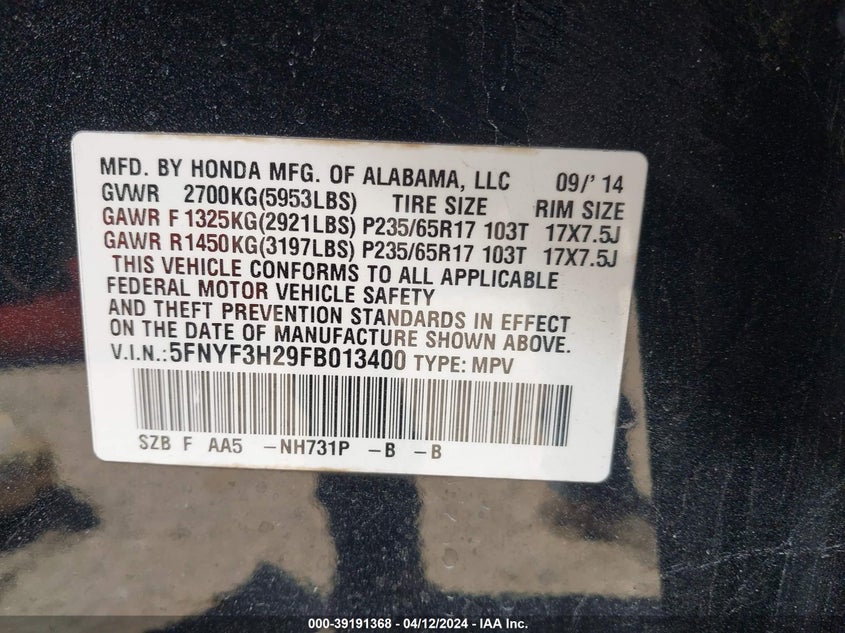 MFD. BY HONDA MFG. OF ALABAMA, LLC 09/' 14
GVWR 2700KG(5953LBS) TIRE SIZE RIM SIZE
GAWR F 1325KG(2921LBS) P235/65R17 103T 17X7.5J
GAWR R1450KG(3197LBS) P235/65R17 103T 17X7.5J
THIS VEHICLE CONFORMS TO ALL APPLICABLE
FEDERAL MOTOR VEHICLE SAFETY
AND THEFT PREVENTION STANDARDS IN EFFECT
ON THE DATE OF MANUFACTURE SHOWN ABOVE.
V.I.N.:5FNYF3H29FB013400 TYPE: MPV
SZB F AA5 -NH731P -B -B
000-39191368 - 04/12/2024 - IAA Inc.